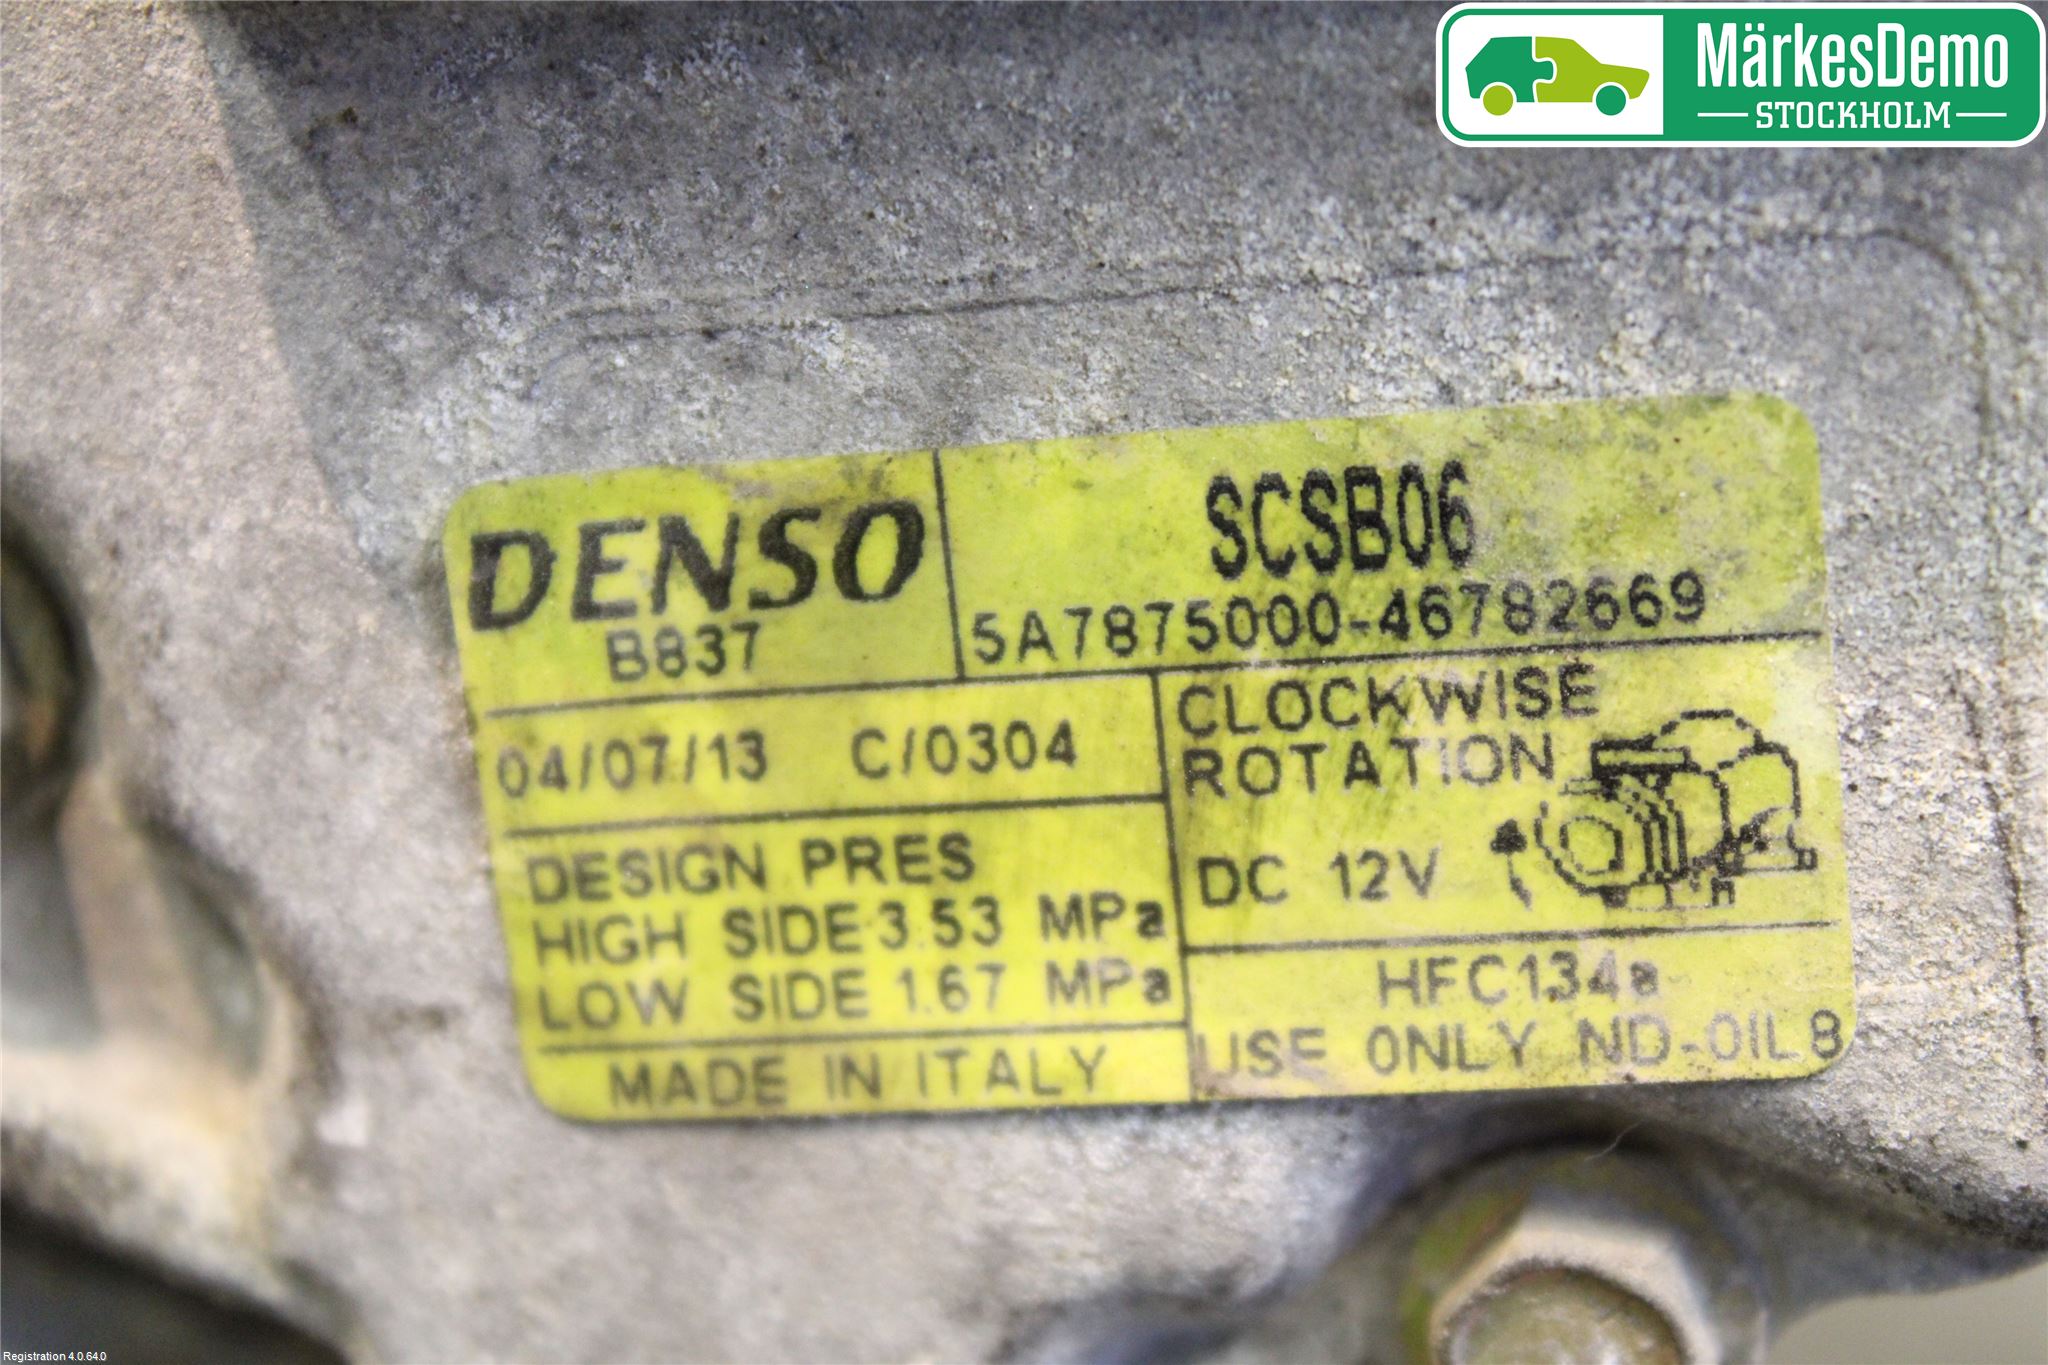 MärkesDemo
STOCKHOLM
DENSO
B837
SCSB06
5A7875000-46782669
04/07/13 C/0304
CLOCKWISE
ROTATION
DC 12V
DESIGN PRES
HIGH SIDE 3.53 MPa
LOW SIDE 1.67 MPa
MADE IN ITALY
HFC134a
USE ONLY ND-OIL8
Registration 4.0.64.0